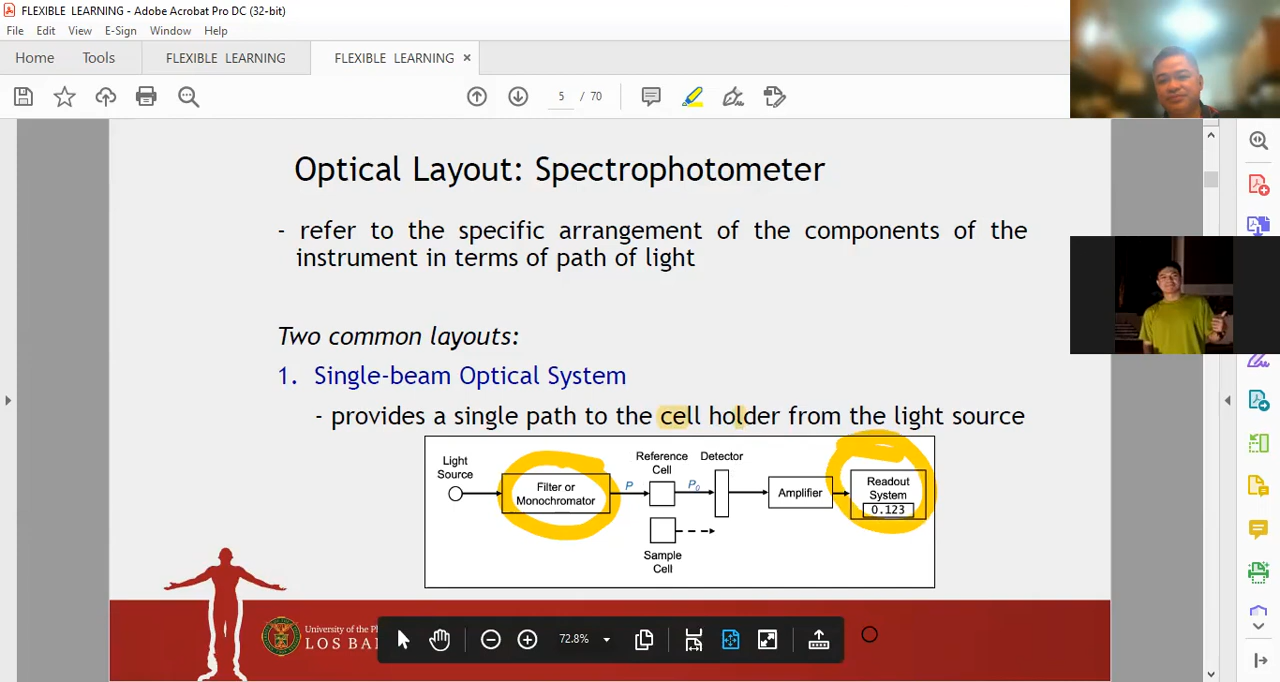 FLEXIBLE LEARNING - Adobe Acrobat Pro DC (32-bit)
File Edit View E-Sign Window Help
Home Tools FLEXIBLE LEARNING FLEXIBLE LEARNING ×
5 / 70
Optical Layout: Spectrophotometer
- refer to the specific arrangement of the components of the
instrument in terms of path of light
Two common layouts:
1. Single-beam Optical System
- provides a single path to the cell holder from the light source
Light
Source
Filter or
Monochromator
P
Reference
Cell
P₀
Detector
Amplifier
Readout
System
0.123
Sample
Cell
University of the
LOS
72.8%